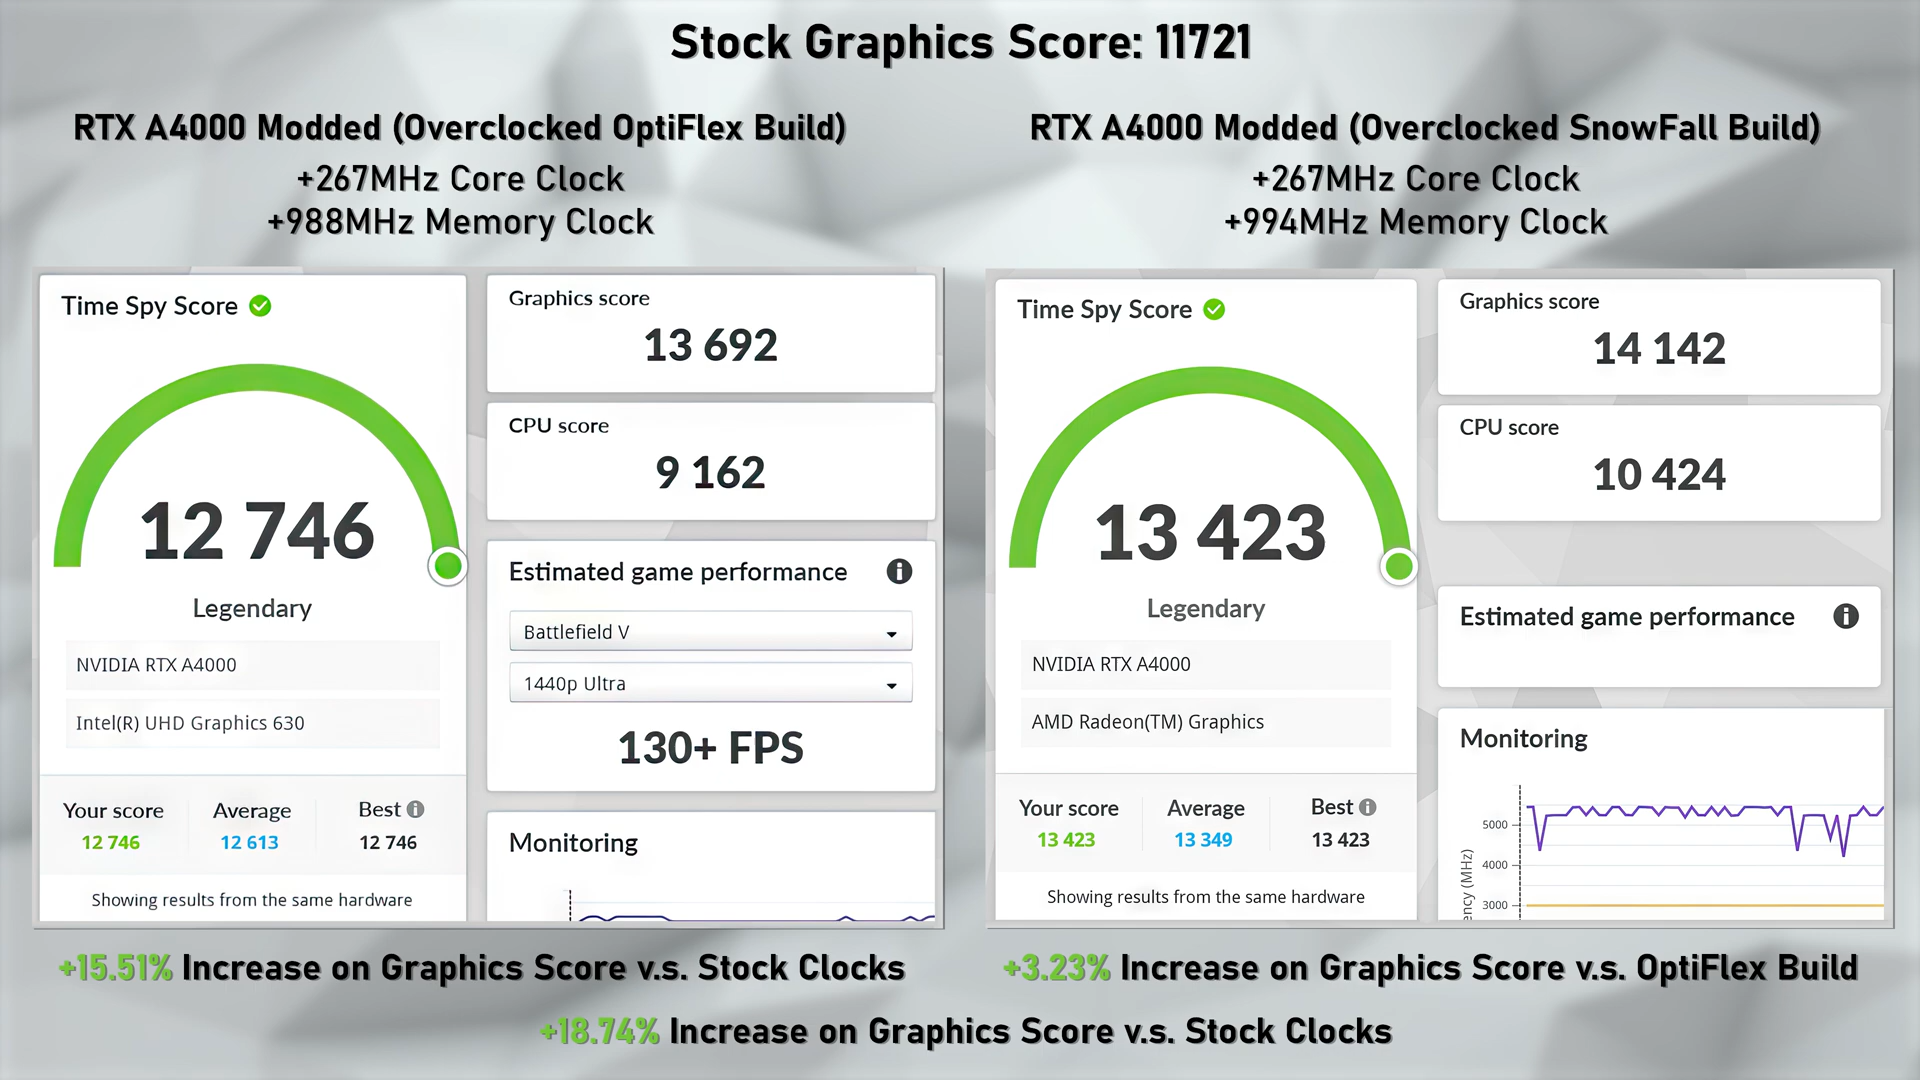 Stock Graphics Score: 11721
RTX A4000 Modded (Overclocked OptiFlex Build)
+267MHz Core Clock
+988MHz Memory Clock
Time Spy Score
12 746
Legendary
NVIDIA RTX A4000
Intel(R) UHD Graphics 630
Your score
Average
Best
12 746
12 613
12 746
Showing results from the same hardware
Graphics score
13 692
CPU score
9 162
Estimated game performance
Battlefield V
1440p Ultra
130+ FPS
Monitoring
+15.51% Increase on Graphics Score v.s. Stock Clocks
RTX A4000 Modded (Overclocked SnowFall Build)
+267MHz Core Clock
+994MHz Memory Clock
Time Spy Score
13 423
Legendary
NVIDIA RTX A4000
AMD Radeon(TM) Graphics
Your score
Average
Best
13 423
13 349
13 423
Showing results from the same hardware
Graphics score
14 142
CPU score
10 424
Estimated game performance
Monitoring
5000
4000
3000
(MHz)
+3.23% Increase on Graphics Score v.s. OptiFlex Build
+18.74% Increase on Graphics Score v.s. Stock Clocks